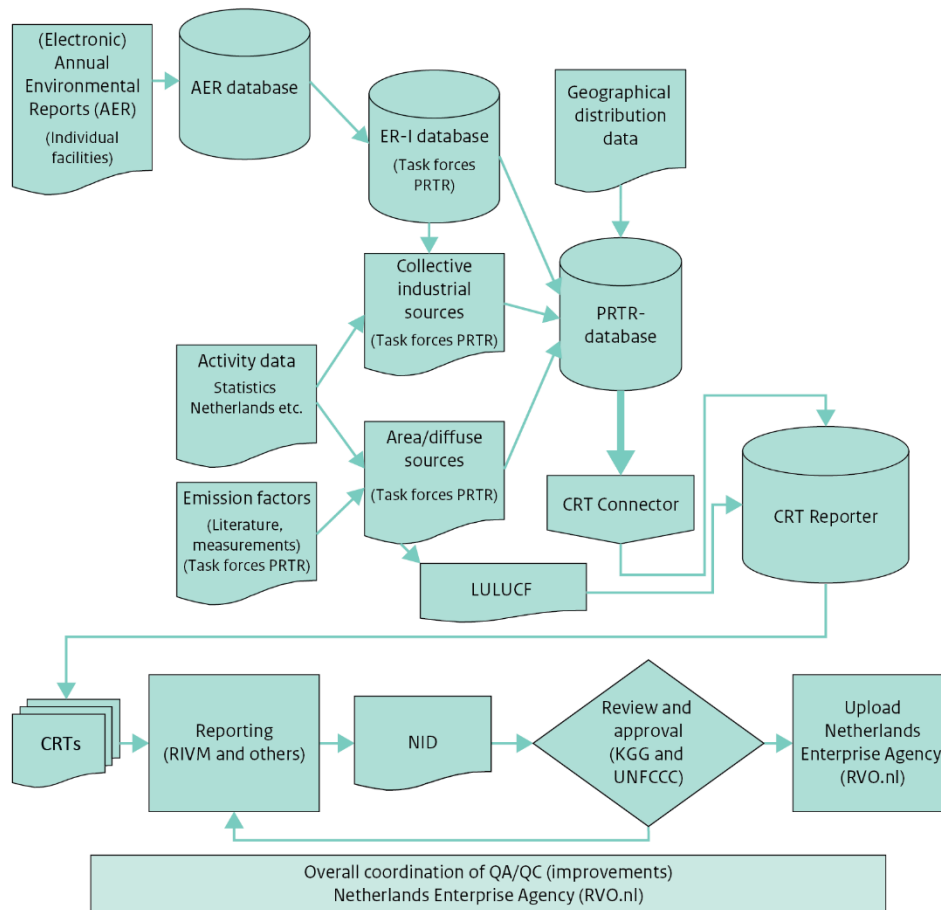 (Electronic)
Annual
Environmental
Reports (AER)
(Individual
facilities)
AER database
ER-I database
(Task forces
PRTR)
Geographical
distribution
data
Collective
industrial
sources
(Task forces PRTR)
PRTR-
database
Activity data
Statistics
Netherlands etc.
Area/diffuse
sources
(Task forces PRTR)
Emission factors
(Literature,
measurements)
(Task forces PRTR)
CRT Connector
CRT Reporter
LULUCF
CRTs
Reporting
(RIVM and others)
NID
Review and
approval
(KGG and
UNFCCC)
Upload
Netherlands
Enterprise Agency
(RVO.nl)
Overall coordination of QA/QC (improvements)
Netherlands Enterprise Agency (RVO.nl)